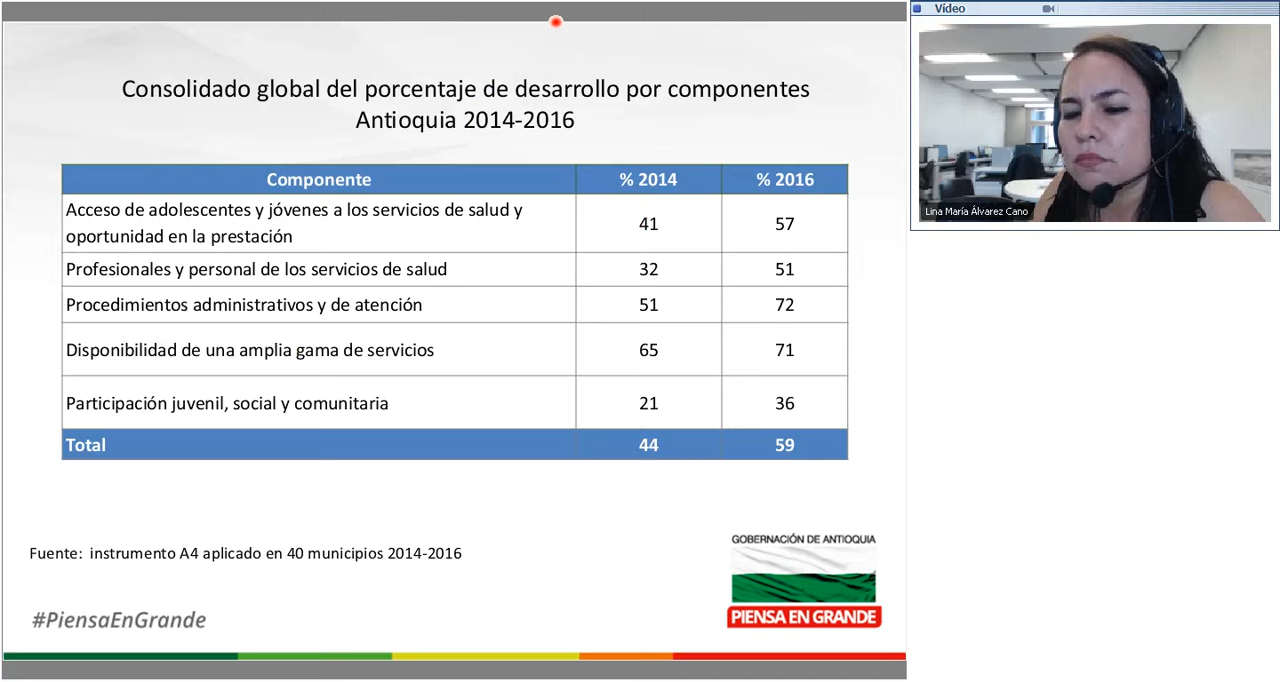 Vídeo
Lina María Álvarez Cano
Consolidado global del porcentaje de desarrollo por componentes
Antioquia 2014-2016
Componente % 2014 % 2016
Acceso de adolescentes y jóvenes a los servicios de salud y
oportunidad en la prestación 41 57
Profesionales y personal de los servicios de salud 32 51
Procedimientos administrativos y de atención 51 72
Disponibilidad de una amplia gama de servicios 65 71
Participación juvenil, social y comunitaria 21 36
Total 44 59
Fuente: instrumento A4 aplicado en 40 municipios 2014-2016
GOBERNACIÓN DE ANTIOQUIA
PIENSA EN GRANDE
#PiensaEnGrande